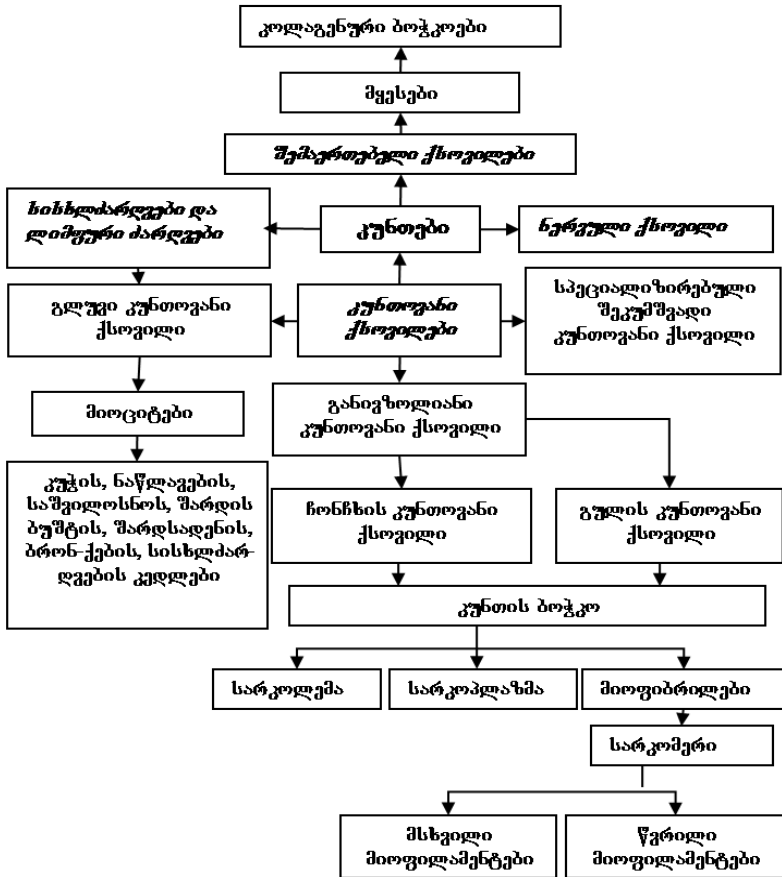 კოლაგენური ბოჭკოები
მყესები
შემაერთებელი ქსოვილები
სისხლძარღვები და
ლიმფური ძარღვები
კუნთები
ნერვული ქსოვილი
გლუვი კუნთოვანი
ქსოვილი
კუნთოვანი
ქსოვილები
სპეციალიზირებული
შეკუმშვადი
კუნთოვანი ქსოვილი
მიოციტები
განივზოლიანი
კუნთოვანი ქსოვილი
კუჭის, ნაწლავების,
საშვილოსნოს, შარდის
ბუშტის, შარდსადენის,
ბრონ-ქების, სისხლძარ-
ღვების კედლები
ჩონჩხის კუნთოვანი
ქსოვილი
გულის კუნთოვანი
ქსოვილი
კუნთის ბოჭკო
სარკოლემა
სარკოპლაზმა
მიოფიბრილები
სარკომერი
მსხვილი
მიოფილამენტები
წვრილი
მიოფილამენტები